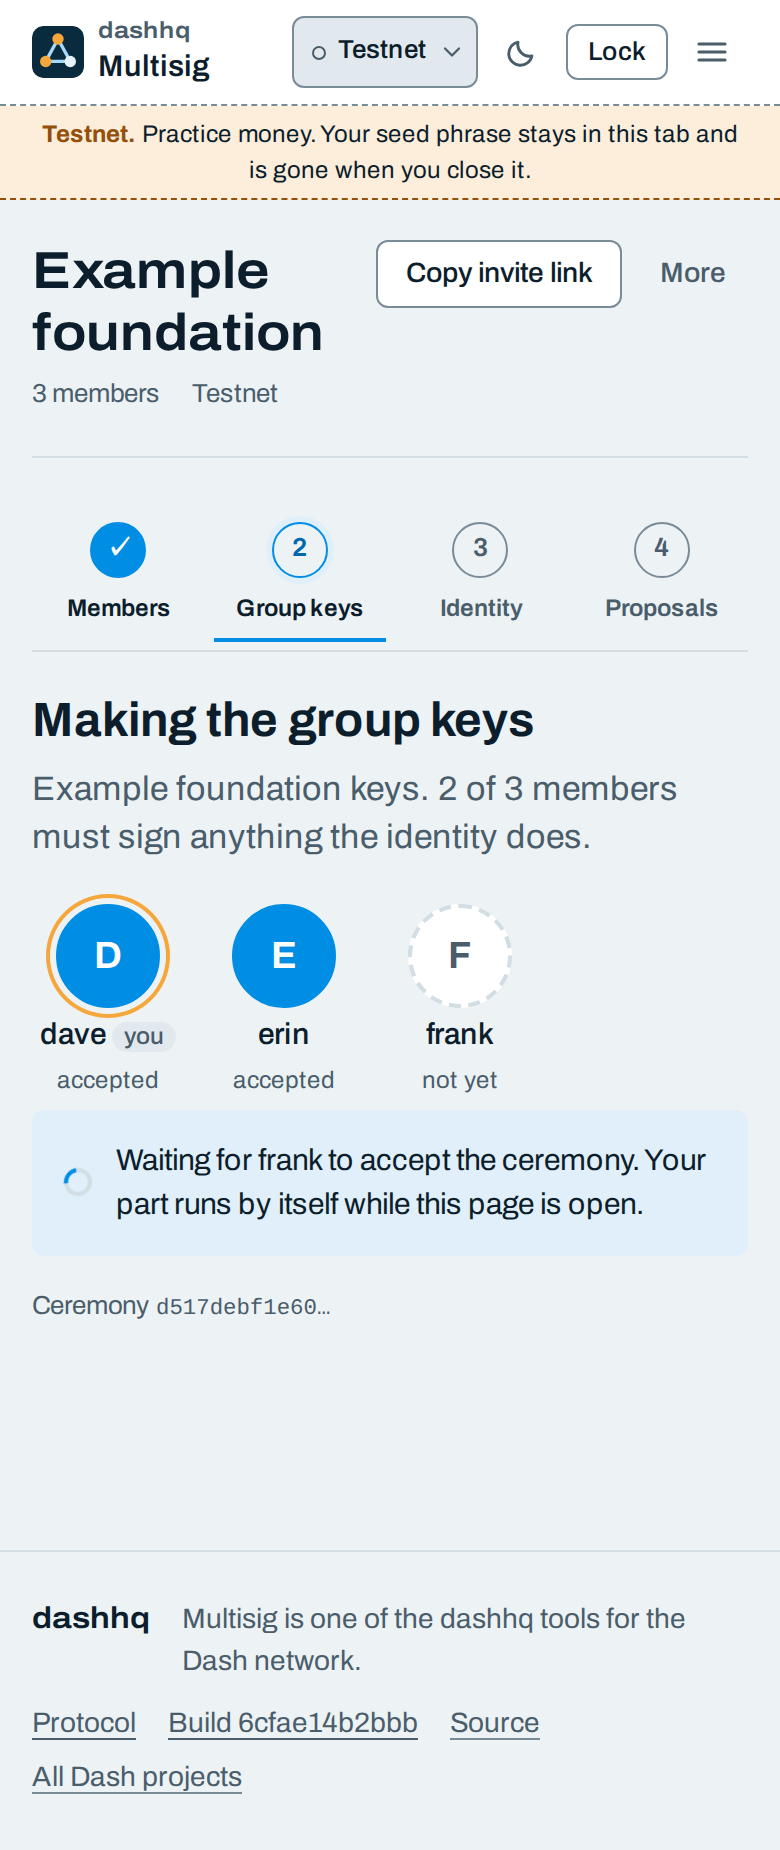 dashhq
Multisig
Testnet
Lock
Testnet. Practice money. Your seed phrase stays in this tab and
is gone when you close it.
Example
foundation
Copy invite link
More
3 members Testnet
✓ 2 3 4
Members Group keys Identity Proposals
Making the group keys
Example foundation keys. 2 of 3 members
must sign anything the identity does.
D E F
dave you erin frank
accepted accepted not yet
Waiting for frank to accept the ceremony. Your
part runs by itself while this page is open.
Ceremony d517debf1e60…
dashhq
Multisig is one of the dashhq tools for the
Dash network.
Protocol Build 6cfae14b2bbb Source
All Dash projects